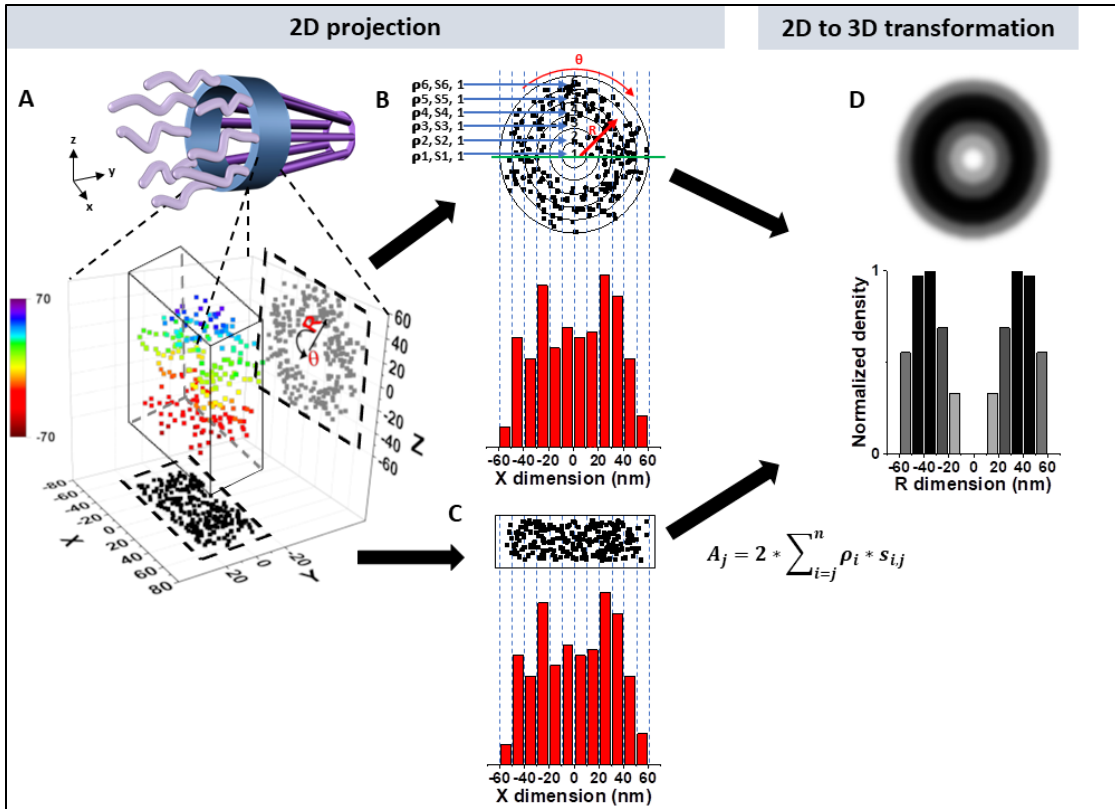 2D projection
2D to 3D transformation
A
z
y
x
70
-70
R
θ
60
40
20
0
-20
-40
-60
Z
-80
-60
-40
-20
0
20
40
60
80
X
20
0
-20
Y
B
θ
ρ6, S6, 1
ρ5, S5, 1
ρ4, S4, 1
ρ3, S3, 1
ρ2, S2, 1
ρ1, S1, 1
R
1
-60 -40 -20 0 20 40 60
X dimension (nm)
C
-60 -40 -20 0 20 40 60
X dimension (nm)
D
Normalized density
1
0
-60 -40 -20 0 20 40 60
R dimension (nm)
A_j = 2 * ∑_{i=j}^{n} ρ_i * s_{i,j}